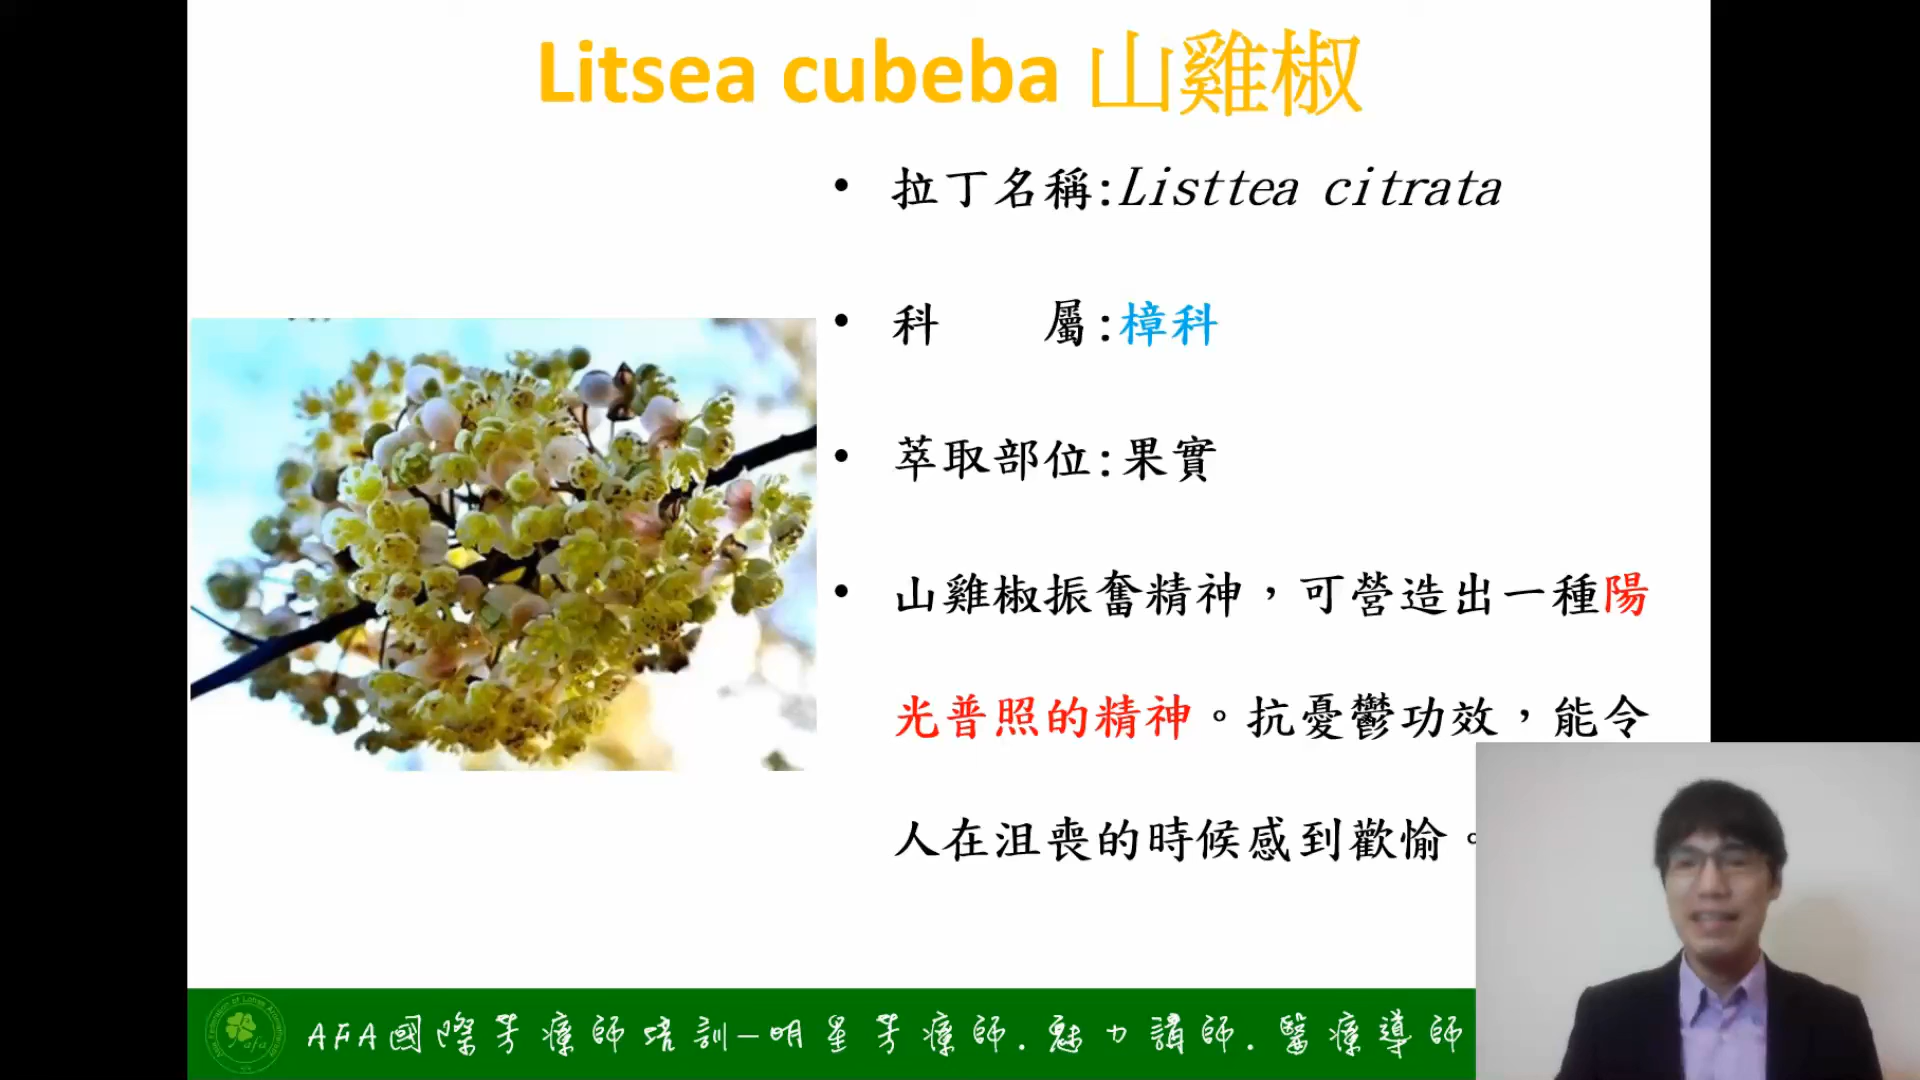 Litsea cubeba 山雞椒
• 拉丁名稱:Listtea citrata
• 科 屬:樟科
• 萃取部位:果實
• 山雞椒振奮精神，可營造出一種陽
光普照的精神。抗憂鬱功效，能令
人在沮喪的時候感到歡愉。
AFA國際芳療師培訓–明星芳療師.魅力講師.醫療導師